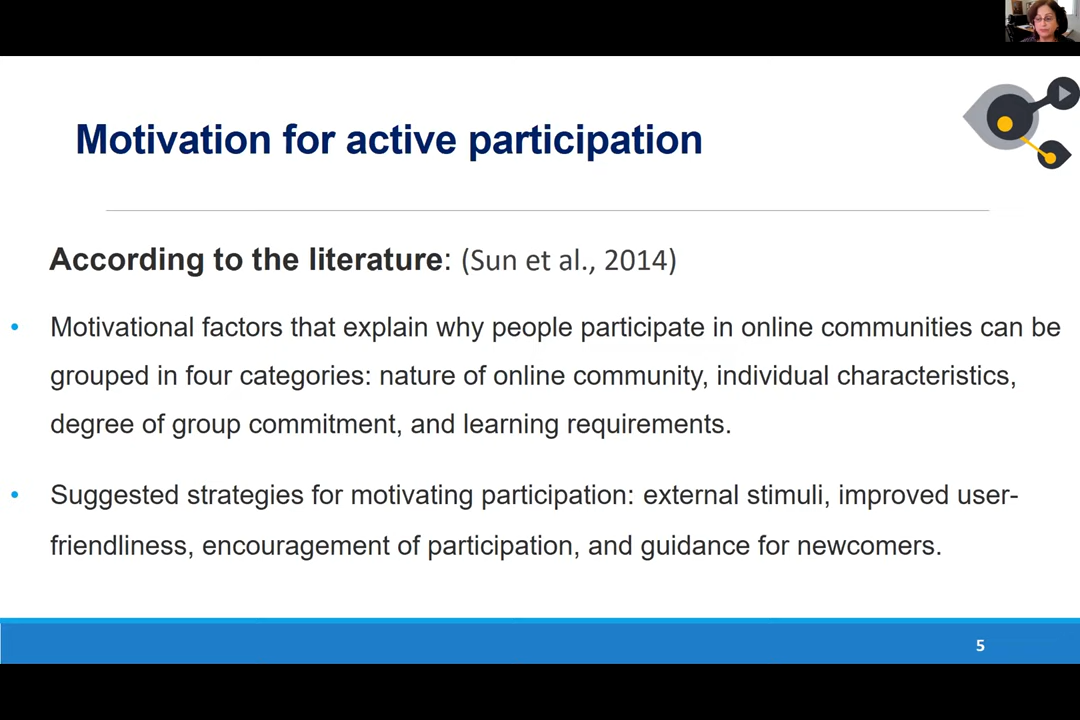 Motivation for active participation
According to the literature: (Sun et al., 2014)
• Motivational factors that explain why people participate in online communities can be
grouped in four categories: nature of online community, individual characteristics,
degree of group commitment, and learning requirements.
• Suggested strategies for motivating participation: external stimuli, improved user-
friendliness, encouragement of participation, and guidance for newcomers.
5